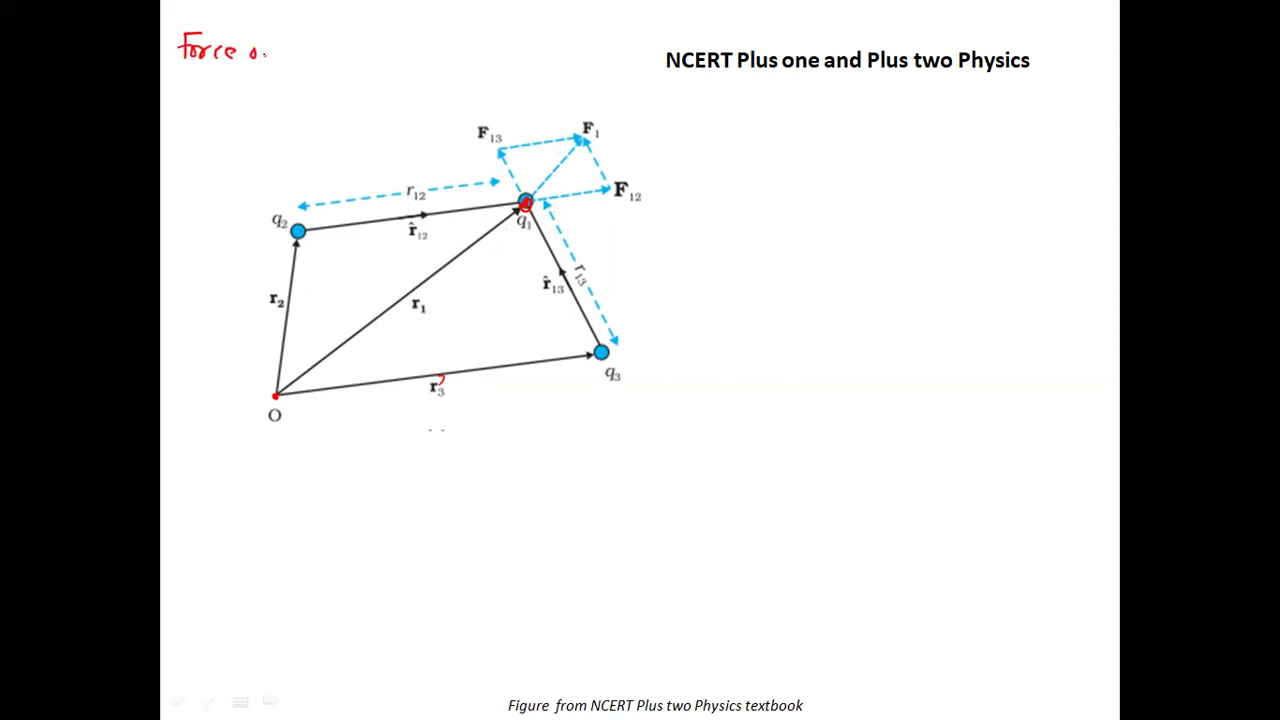 Force o.
NCERT Plus one and Plus two Physics
F₁₃
F₁
r₁₂
F₁₂
q₂
r̂₁₂
q₁
r₁₃
r̂₁₃
r₂
r₁
r₃
q₃
O
Figure from NCERT Plus two Physics textbook